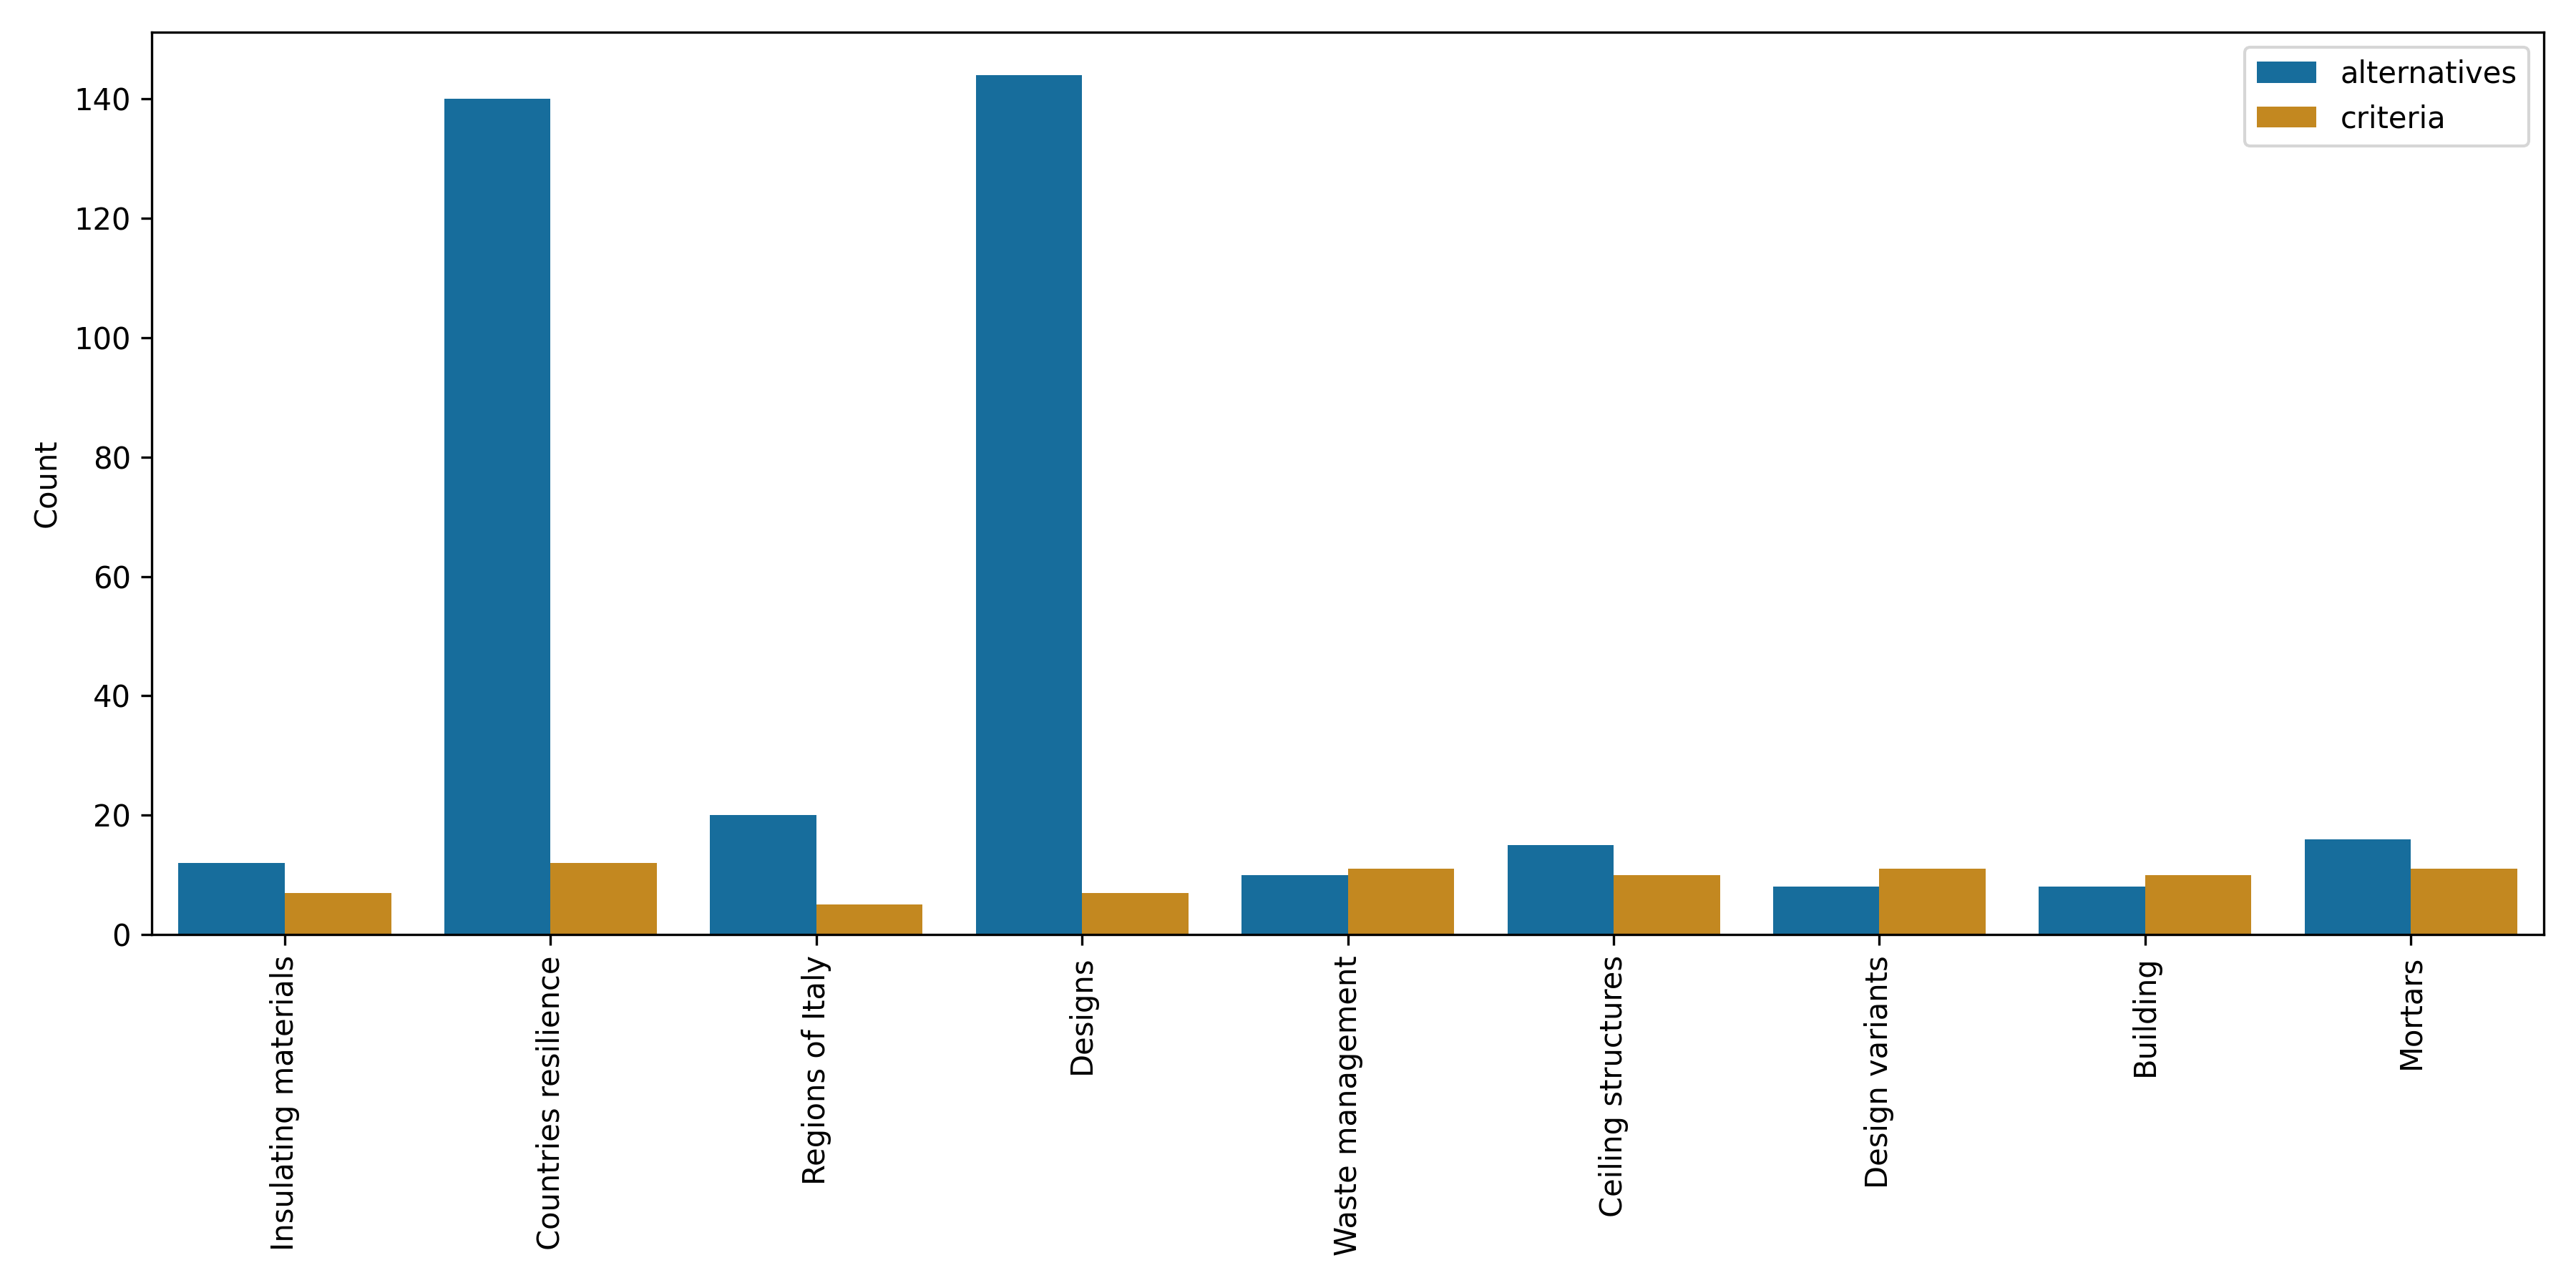 alternatives
criteria
Count
140
120
100
80
60
40
20
0
Insulating materials
Countries resilience
Regions of Italy
Designs
Waste management
Ceiling structures
Design variants
Building
Mortars